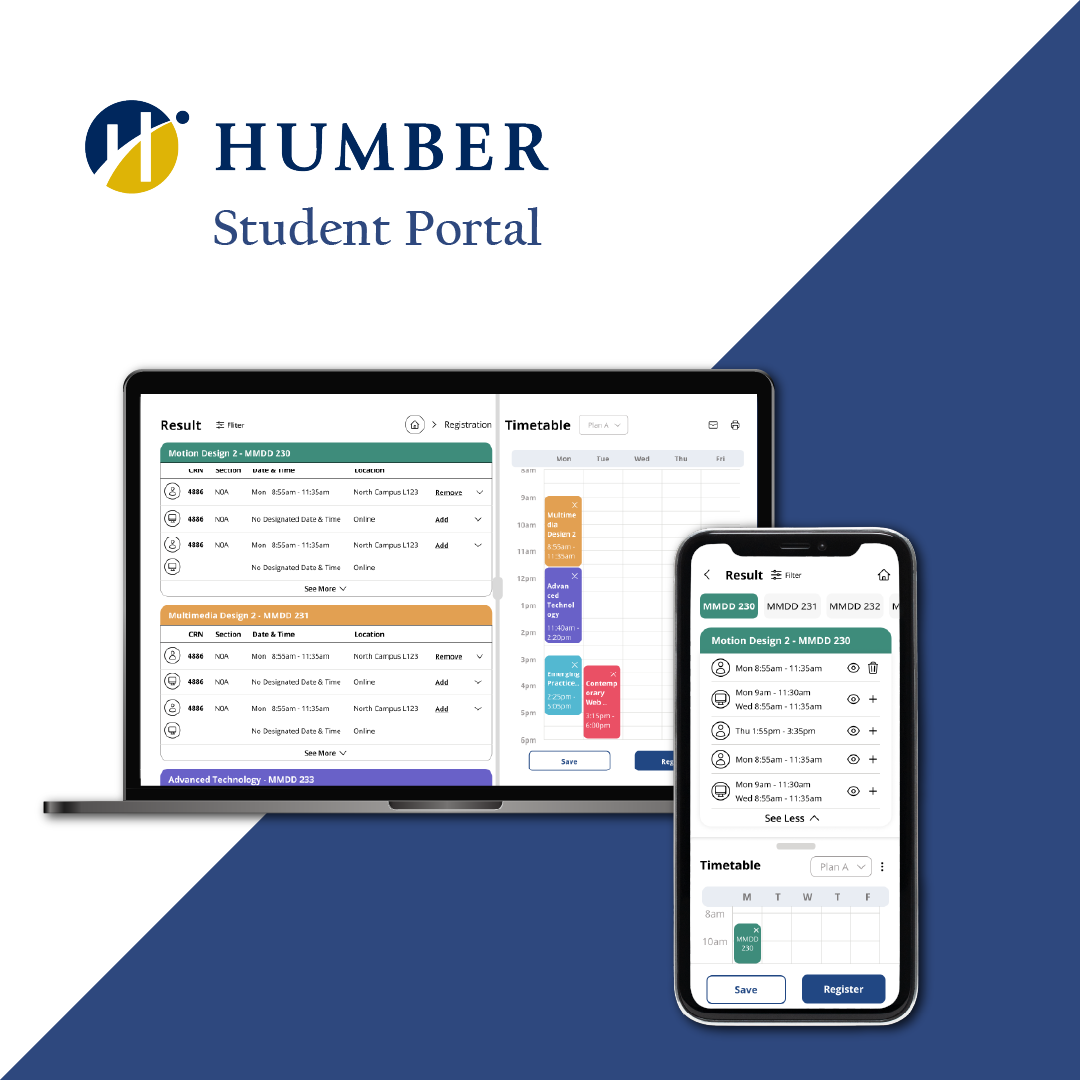 HUMBER
Student Portal
Result Fliter
Registration
Motion Design 2 - MMDD 230
CRN Section Date & Time Location
4886 N0A Mon 8:55am - 11:35am North Campus L123 Remove
4886 N0A No Designated Date & Time Online Add
4886 N0A Mon 8:55am - 11:35am North Campus L123 Add
No Designated Date & Time Online
See More
Multimedia Design 2 - MMDD 231
CRN Section Date & Time Location
4886 N0A Mon 8:55am - 11:35am North Campus L123 Remove
4886 N0A No Designated Date & Time Online Add
4886 N0A Mon 8:55am - 11:35am North Campus L123 Add
No Designated Date & Time Online
See More
Advanced Technology - MMDD 233
Timetable Plan A
Mon Tue Wed Thu Fri
8am
9am
10am
11am
12pm
1pm
2pm
3pm
4pm
5pm
6pm
Multime
dia
Design 2
8:55am -
11:35am
Advan
ced
Technol
ogy
11:40am -
2:20pm
Emerging
Practice..
2:25pm -
5:05pm
Contemp
orary
Web ..
3:15pm -
6:00pm
Save
Reg
Result Fliter
MMDD 230 MMDD 231 MMDD 232 M
Motion Design 2 - MMDD 230
Mon 8:55am - 11:35am
Mon 9am - 11:30am
Wed 8:55am - 11:35am
Thu 1:55pm - 3:35pm
Mon 8:55am - 11:35am
Mon 9am - 11:30am
Wed 8:55am - 11:35am
See Less
Timetable Plan A
M T W T F
8am
10am
MMDD
230
Save Register